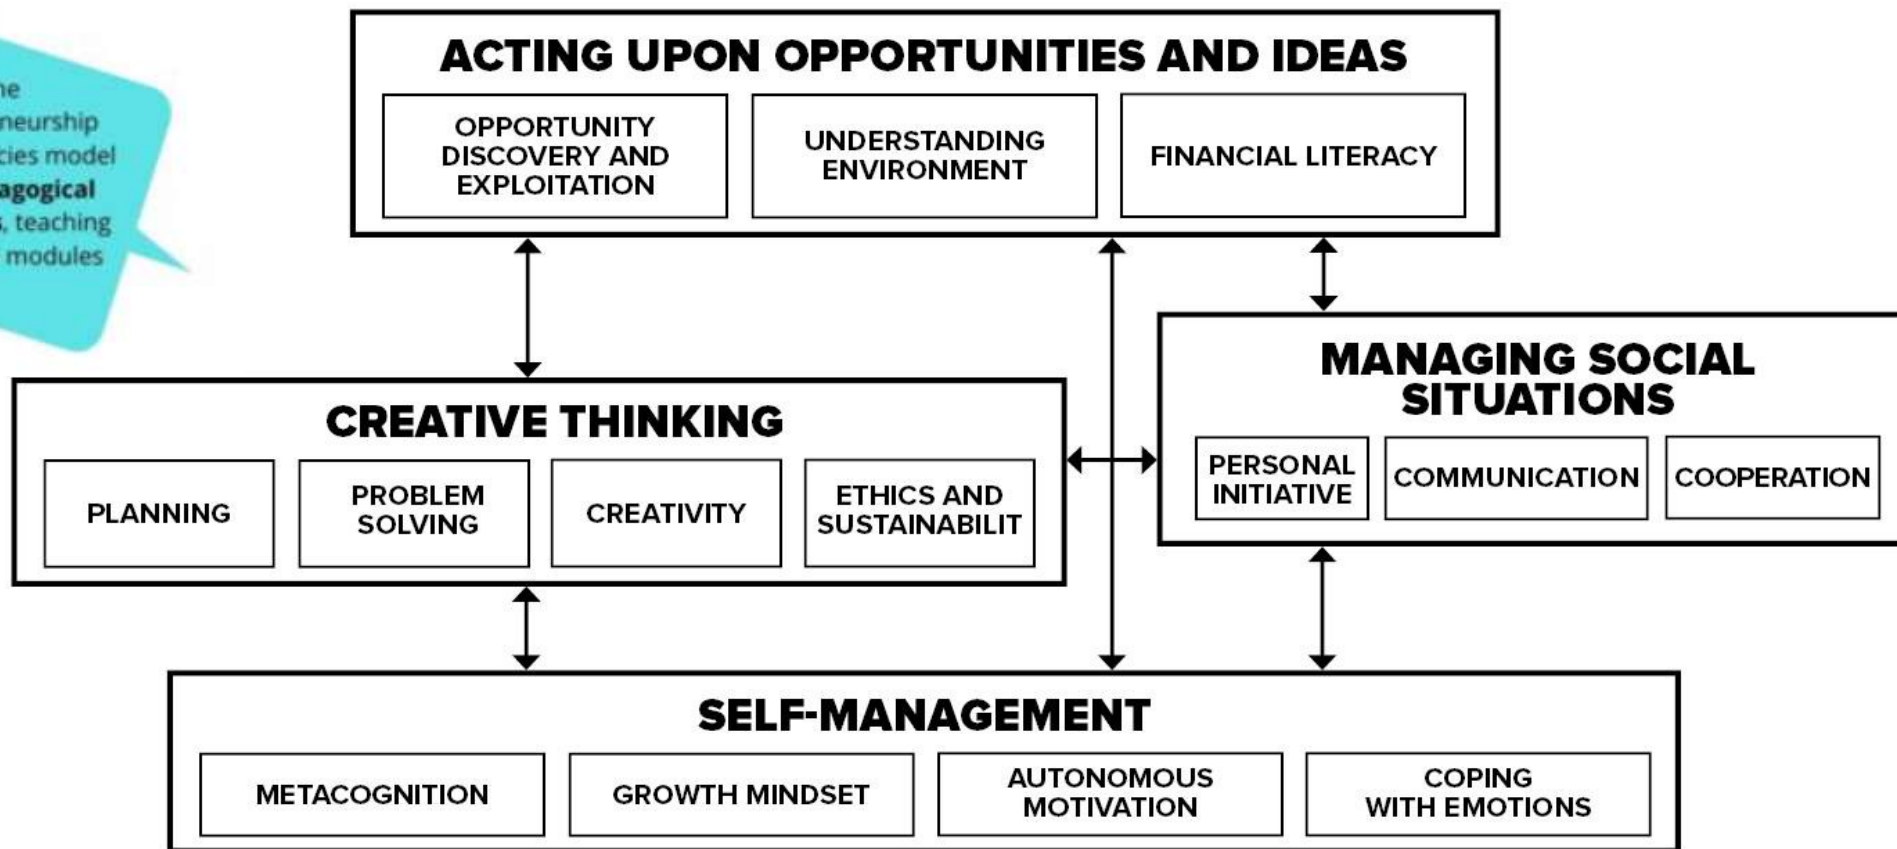 ne
neurship
cies model
agogical
s, teaching
modules
ACTING UPON OPPORTUNITIES AND IDEAS
OPPORTUNITY
DISCOVERY AND
EXPLOITATION
UNDERSTANDING
ENVIRONMENT
FINANCIAL LITERACY
CREATIVE THINKING
PLANNING
PROBLEM
SOLVING
CREATIVITY
ETHICS AND
SUSTAINABILIT
MANAGING SOCIAL
SITUATIONS
PERSONAL
INITIATIVE
COMMUNICATION
COOPERATION
SELF-MANAGEMENT
METACOGNITION
GROWTH MINDSET
AUTONOMOUS
MOTIVATION
COPING
WITH EMOTIONS